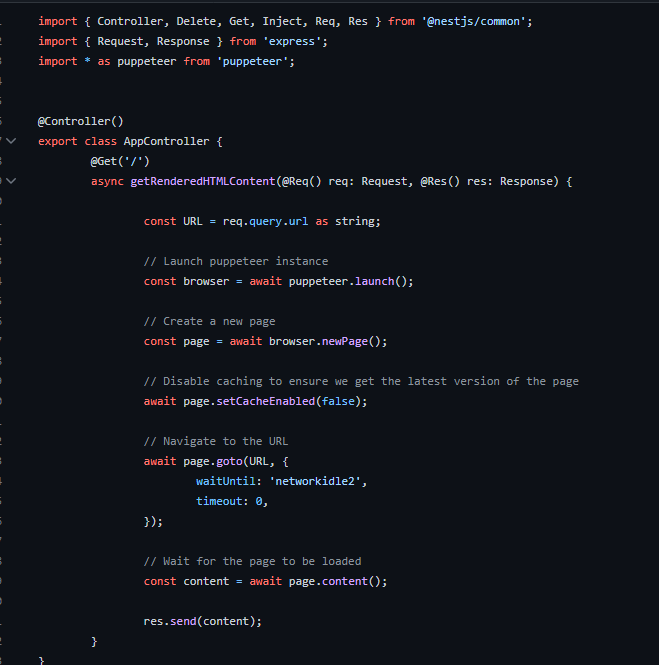 import { Controller, Delete, Get, Inject, Req, Res } from '@nestjs/common';
import { Request, Response } from 'express';
import * as puppeteer from 'puppeteer';
@Controller()
export class AppController {
@Get('/')
async getRenderedHTMLContent(@Req() req: Request, @Res() res: Response) {
const URL = req.query.url as string;
// Launch puppeteer instance
const browser = await puppeteer.launch();
// Create a new page
const page = await browser.newPage();
// Disable caching to ensure we get the latest version of the page
await page.setCacheEnabled(false);
// Navigate to the URL
await page.goto(URL, {
waitUntil: 'networkidle2',
timeout: 0,
});
// Wait for the page to be loaded
const content = await page.content();
res.send(content);
}
}